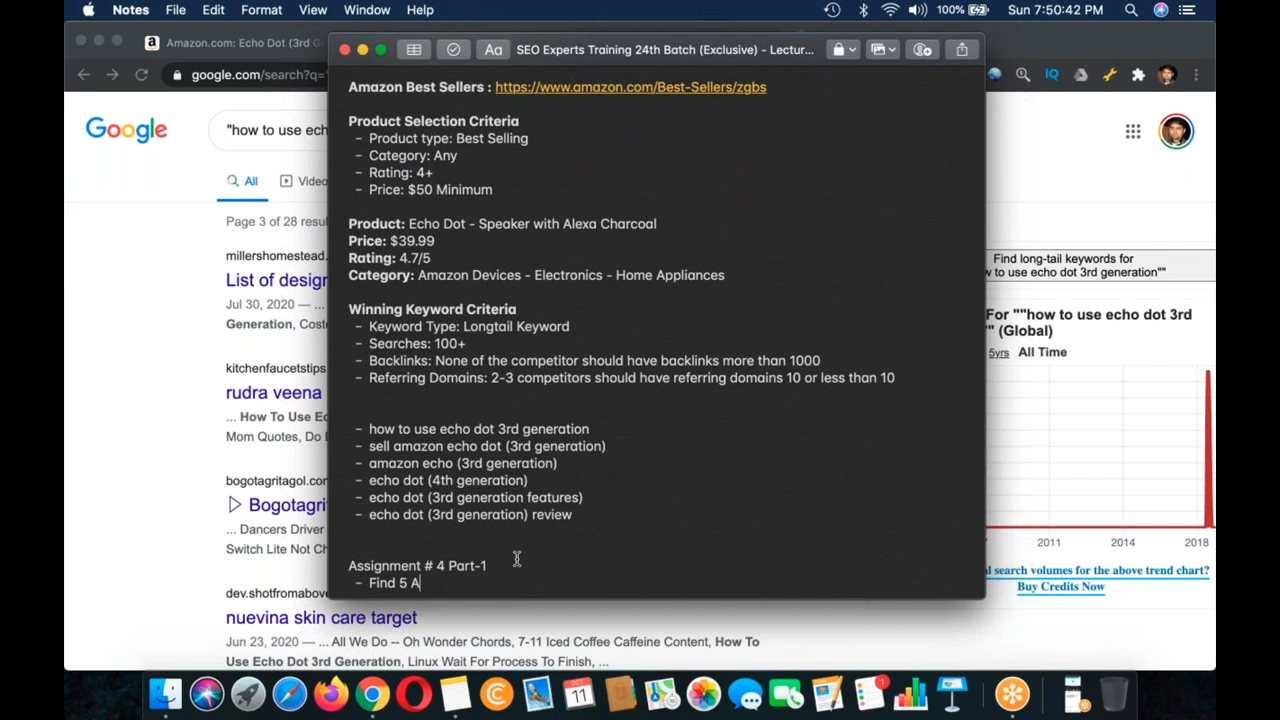 Notes File Edit Format View Window Help 100% Sun 7:50:42 PM
Amazon.com: Echo Dot (3rd G
SEO Experts Training 24th Batch (Exclusive) - Lectur...
google.com/search?q="
Google
"how to use ech
All
Video
Page 3 of 28 resul
millershomestead.
List of design
Jul 30, 2020 —
Generation, Cost
kitchenfaucetstips
rudra veena
... How To Use Ec
Mom Quotes, Do
bogotagritagol.con
Bogotagri
... Dancers Driver
Switch Lite Not Ch
dev.shotfromabove
nuevina skin care target
Jun 23, 2020 — ... All We Do -- Oh Wonder Chords, 7-11 Iced Coffee Caffeine Content, How To
Use Echo Dot 3rd Generation, Linux Wait For Process To Finish, ...
Amazon Best Sellers : https://www.amazon.com/Best-Sellers/zgbs
Product Selection Criteria
- Product type: Best Selling
- Category: Any
- Rating: 4+
- Price: $50 Minimum
Product: Echo Dot - Speaker with Alexa Charcoal
Price: $39.99
Rating: 4.7/5
Category: Amazon Devices - Electronics - Home Appliances
Winning Keyword Criteria
- Keyword Type: Longtail Keyword
- Searches: 100+
- Backlinks: None of the competitor should have backlinks more than 1000
- Referring Domains: 2-3 competitors should have referring domains 10 or less than 10
- how to use echo dot 3rd generation
- sell amazon echo dot (3rd generation)
- amazon echo (3rd generation)
- echo dot (4th generation)
- echo dot (3rd generation features)
- echo dot (3rd generation) review
Assignment # 4 Part-1
- Find 5 A
Find long-tail keywords for
w to use echo dot 3rd generation""
For ""how to use echo dot 3rd
"" (Global)
5yrs All Time
2011 2014 2018
al search volumes for the above trend chart?
Buy Credits Now